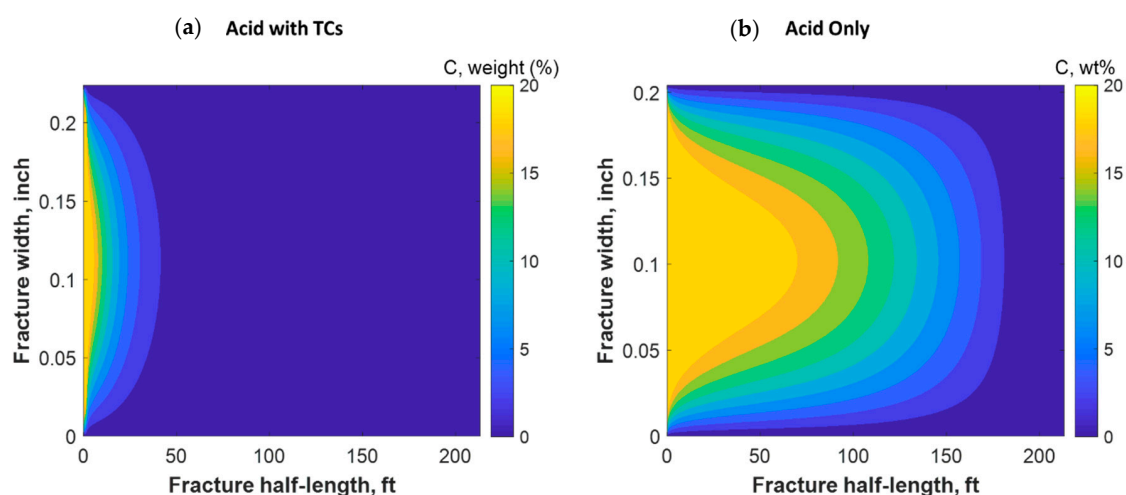 (a) Acid with TCs
C, weight (%)
20
15
10
5
0
Fracture width, inch
0.2
0.15
0.1
0.05
0
0 50 100 150 200
Fracture half-length, ft
(b) Acid Only
C, wt%
20
15
10
5
0
Fracture width, inch
0.2
0.15
0.1
0.05
0
0 50 100 150 200
Fracture half-length, ft